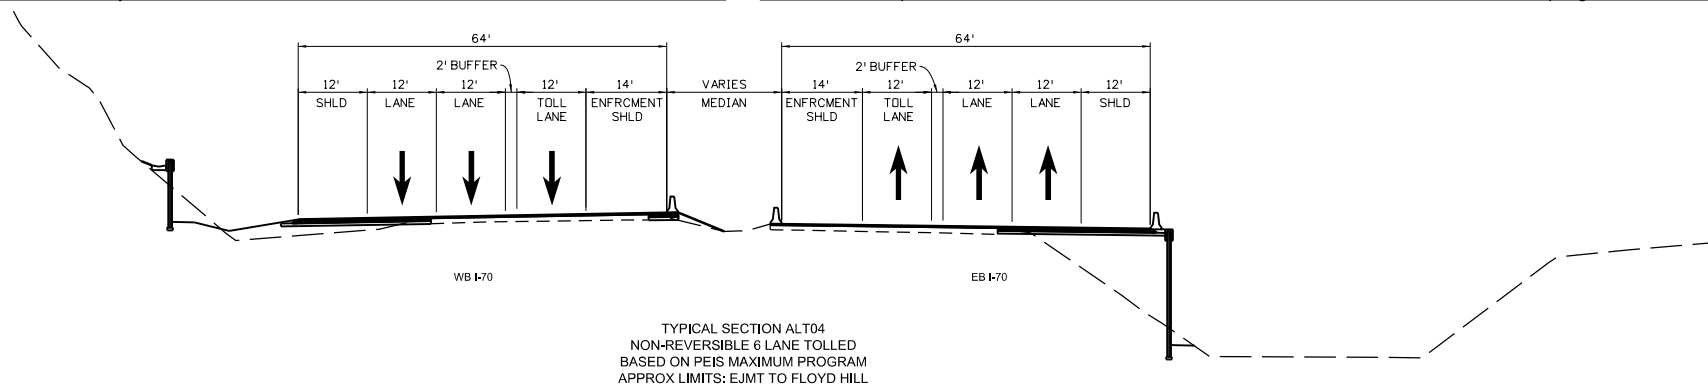 64' 64'
2' BUFFER 2' BUFFER
12' 12' 12' 12' 14' VARIES 14' 12' 12' 12' 12'
SHLD LANE LANE TOLL ENFRCMENT MEDIAN ENFRCMENT TOLL LANE LANE SHLD
LANE SHLD SHLD LANE
WB I-70 EB I-70
TYPICAL SECTION ALT04
NON-REVERSIBLE 6 LANE TOLLED
BASED ON PEIS MAXIMUM PROGRAM
APPROX LIMITS: EJMT TO FLOYD HILL